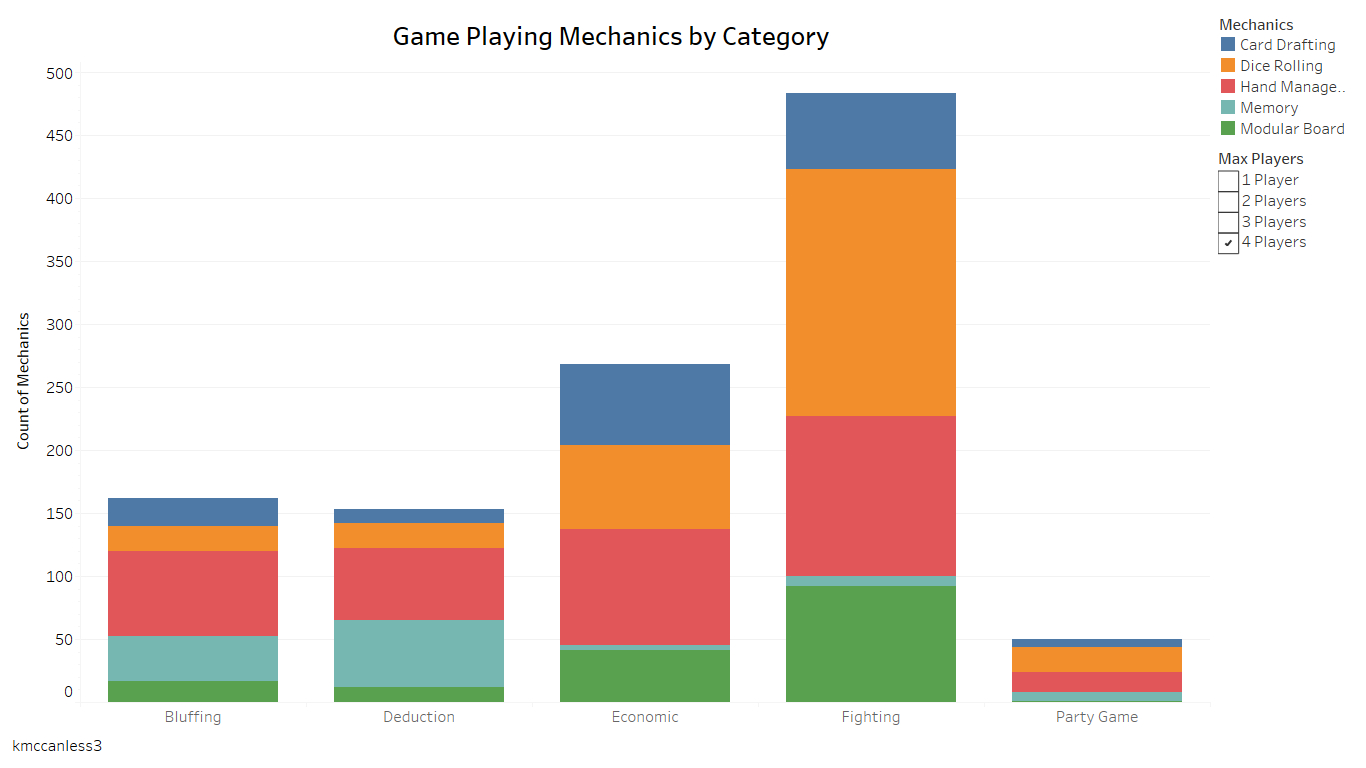 Game Playing Mechanics by Category
Mechanics
Card Drafting
Dice Rolling
Hand Manage..
Memory
Modular Board
Max Players
1 Player
2 Players
3 Players
4 Players
Count of Mechanics
500
450
400
350
300
250
200
150
100
50
0
Bluffing
Deduction
Economic
Fighting
Party Game
kmccanless3